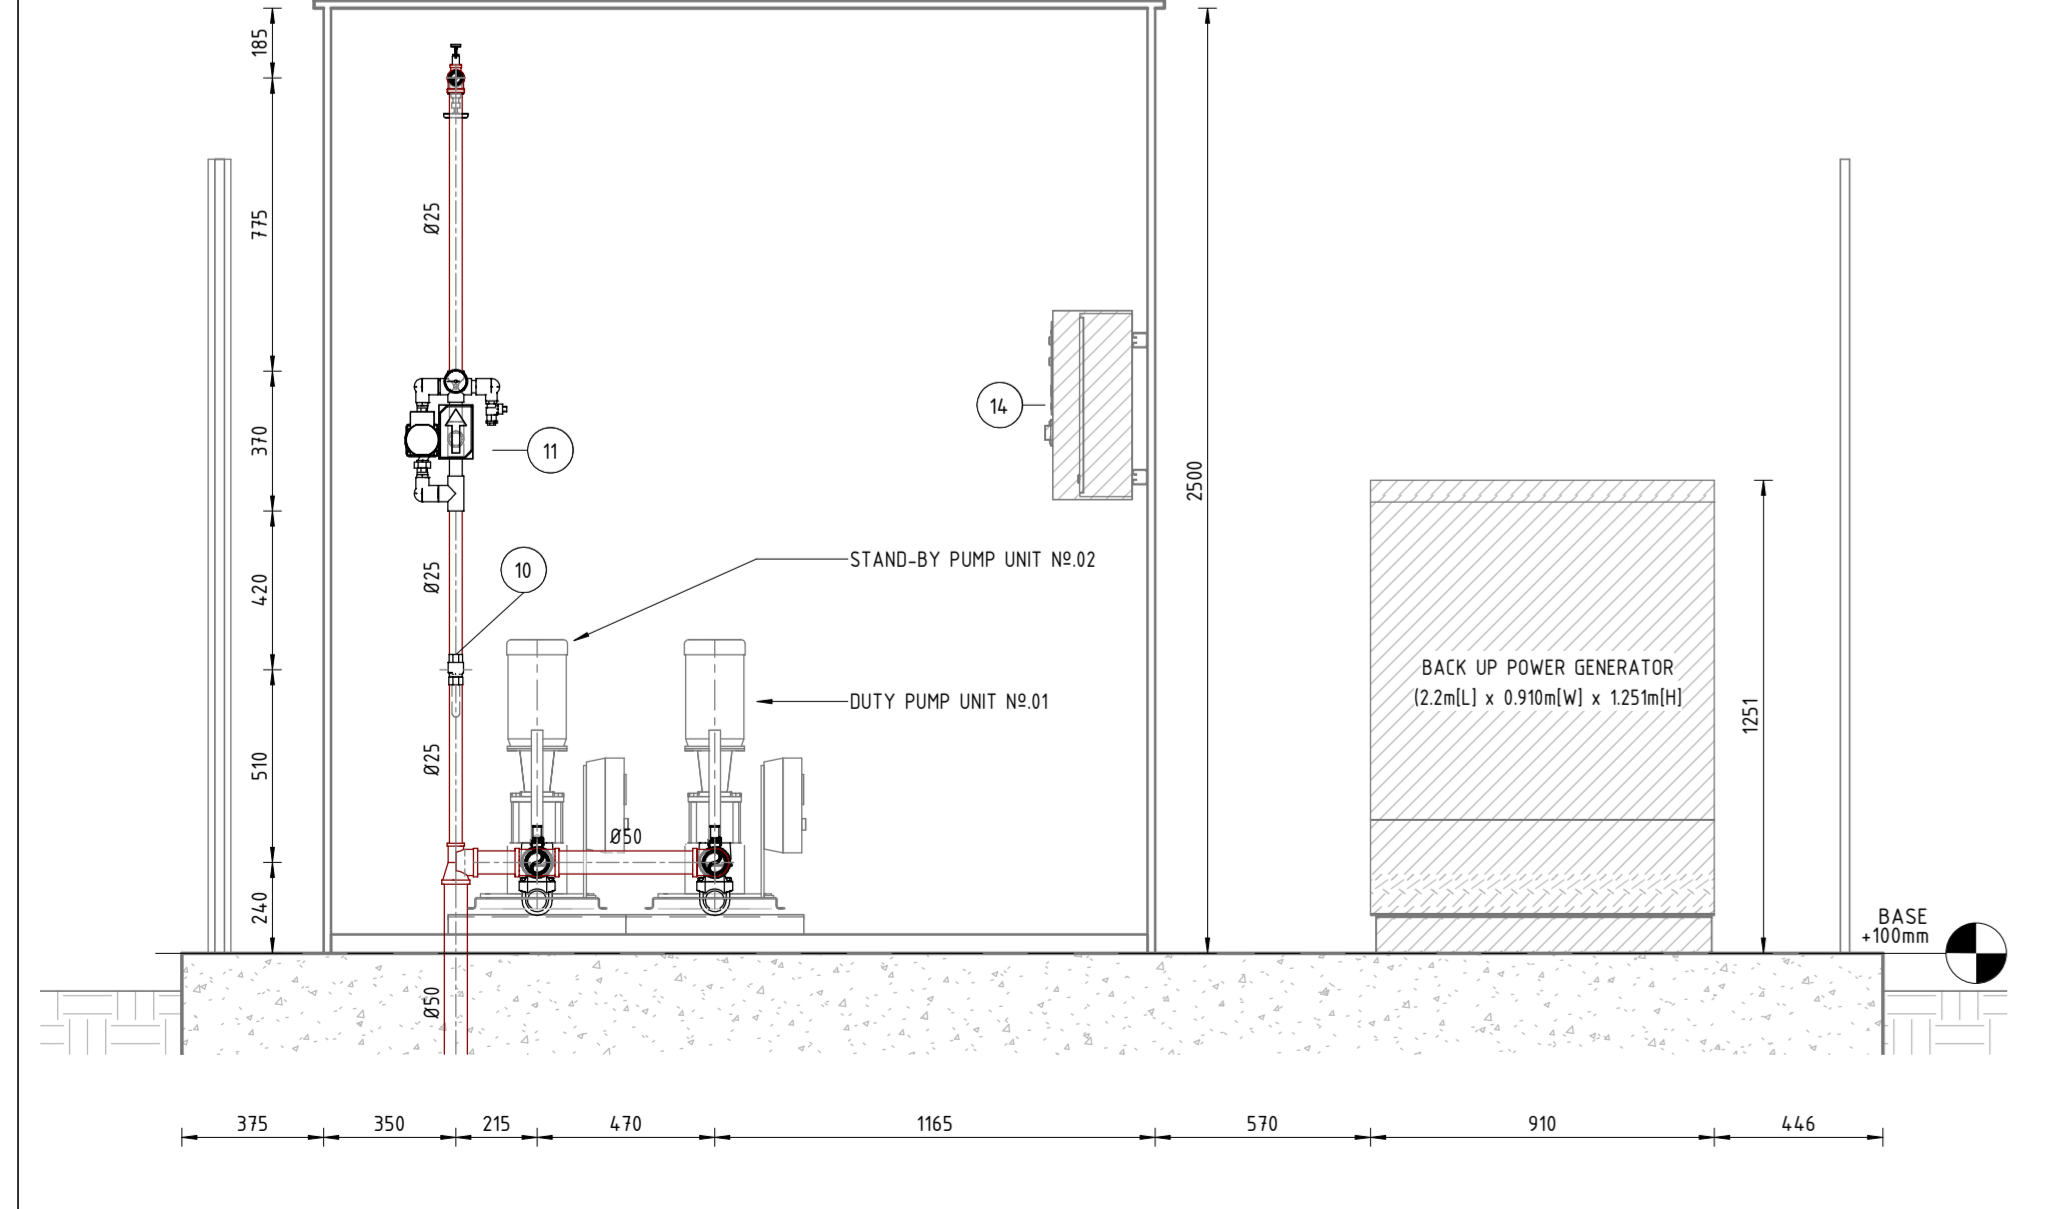 185
775
Ø25
370
11
14
2500
420
Ø25
10
STAND-BY PUMP UNIT Nº.02
DUTY PUMP UNIT Nº.01
510
Ø25
Ø50
240
BACK UP POWER GENERATOR
(2.2m[L] x 0.910m[W] x 1.251m[H]
1251
BASE
+100mm
Ø50
375
350
215
470
1165
570
910
446